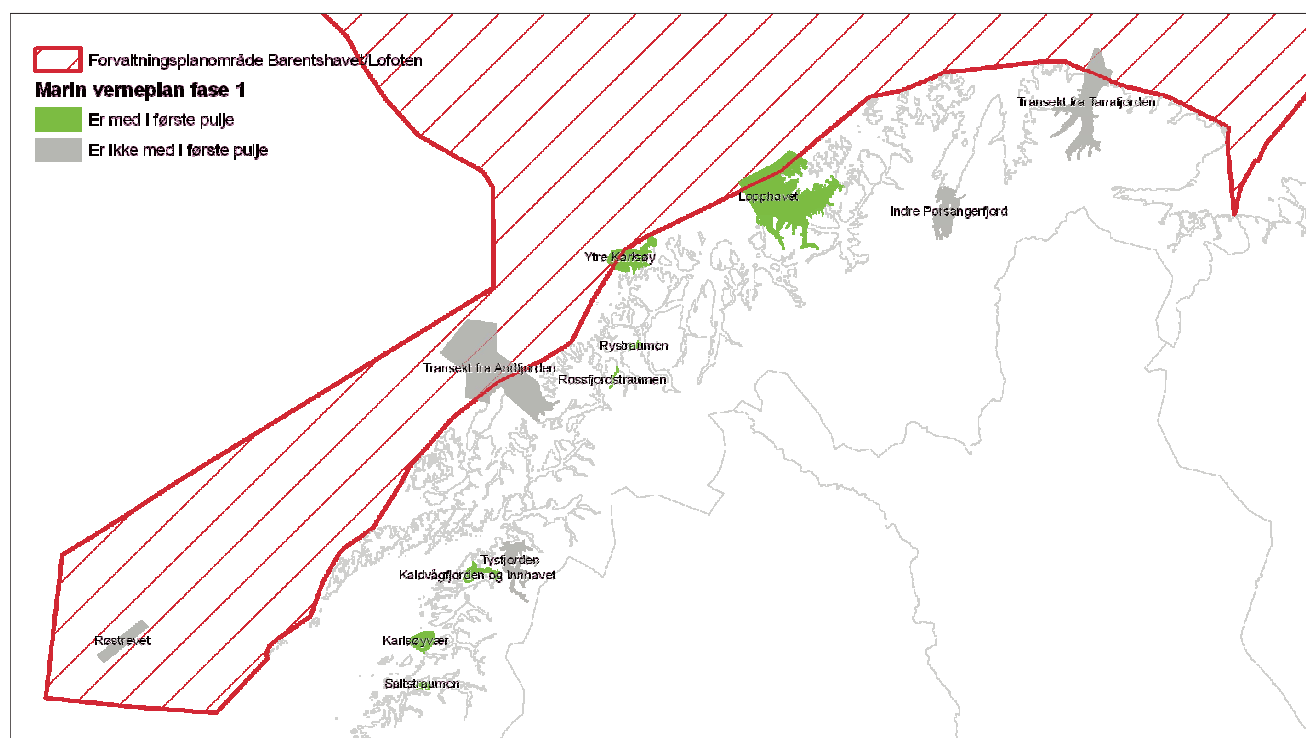 Forvaltningsplanområde Barentshavet/Lofoten
Marin verneplan fase 1
Er med i første pulje
Er ikke med i første pulje
Transekt fra Tanafjorden
Lopphavet
Indre Porsangerfjord
Ytre Karlsøy
Rystraumen
Transekt fra Andfjorden
Rossfjordstraumen
Tysfjorden
Kaldvågfjorden og Innhavet
Røstrevet
Karlsøyvær
Saltstraumen